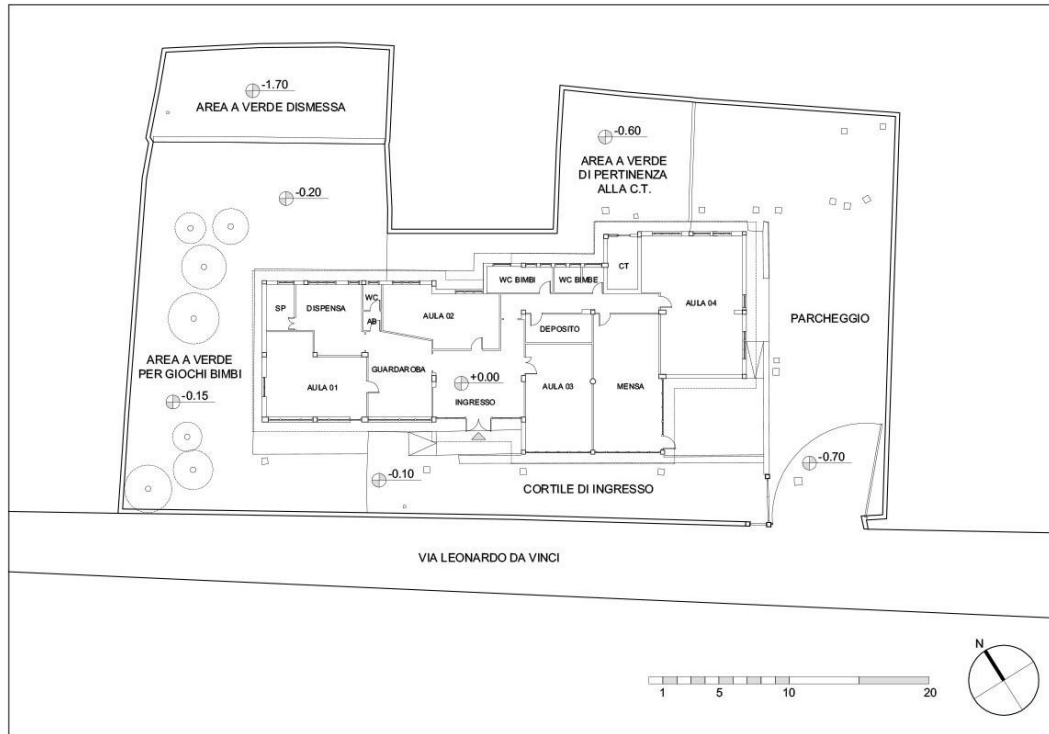 -1.70
AREA A VERDE DISMESSA
-0.60
AREA A VERDE
DI PERTINENZA
ALLA C.T.
-0.20
CT
WC BIMBI
WC BIMBE
WC
SP
DISPENSA
AULA 02
AULA 04
AB
DEPOSITO
PARCHEGGIO
AREA A VERDE
PER GIOCHI BIMBI
-0.15
GUARDAROBA
AULA 01
+0.00
INGRESSO
AULA 03
MENSA
-0.10
-0.70
CORTILE DI INGRESSO
VIA LEONARDO DA VINCI
N
1 5 10 20